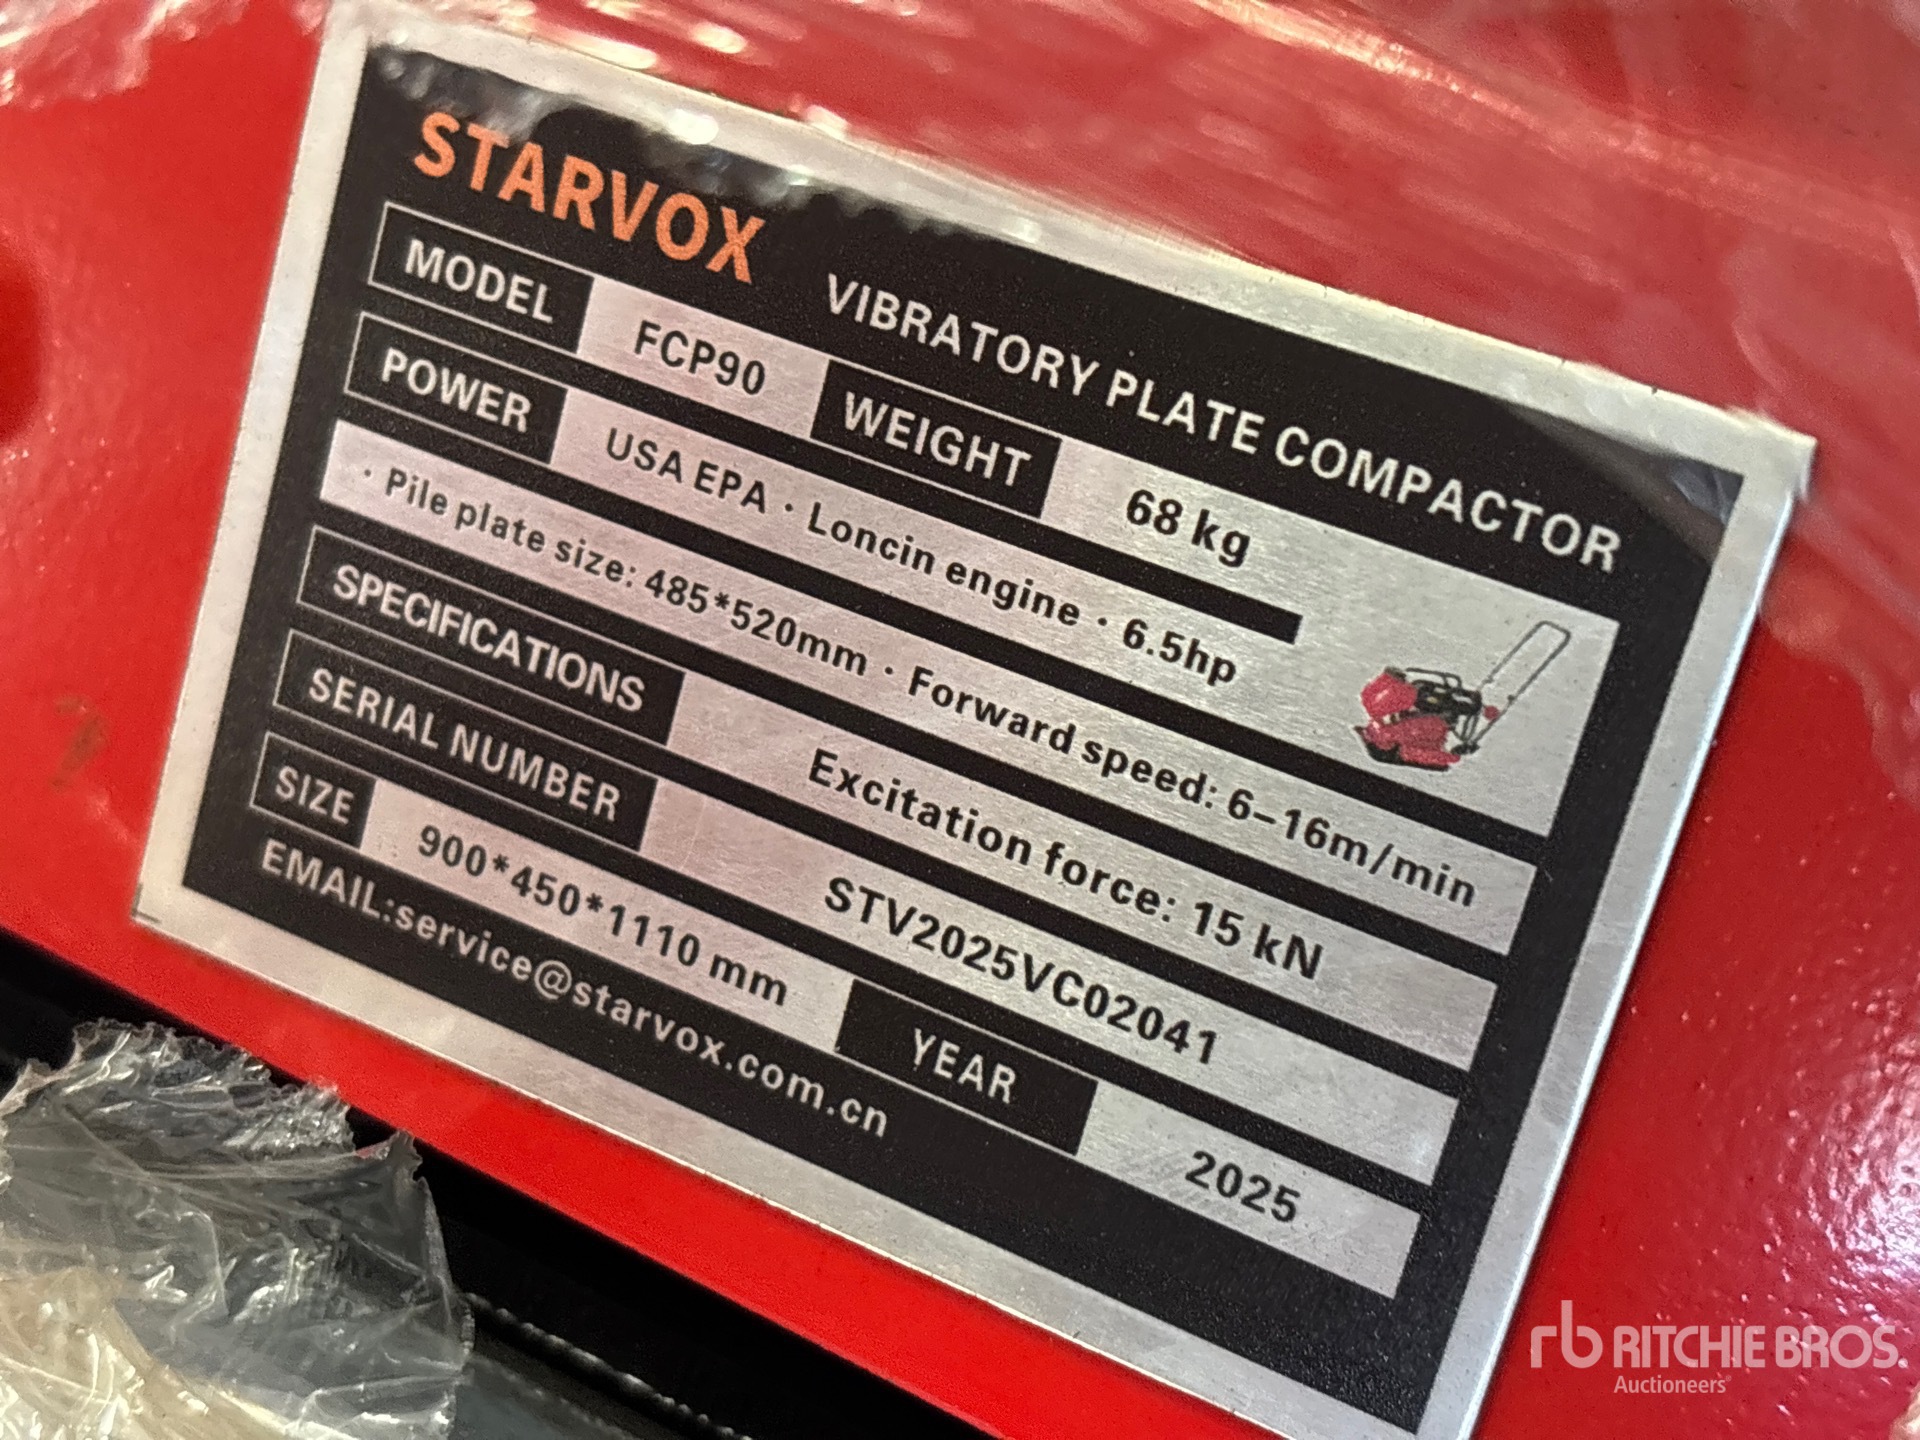 STARVOX
VIBRATORY PLATE COMPACTOR
MODEL FCP90 WEIGHT 68 kg
POWER USA EPA · Loncin engine · 6.5hp
· Pile plate size: 485*520mm · Forward speed: 6–16m/min
SPECIFICATIONS Excitation force: 15 kN
SERIAL NUMBER STV2025VC02041
SIZE 900*450*1110 mm YEAR 2025
EMAIL:service@starvox.com.cn
rb RITCHIE BROS.
Auctioneers